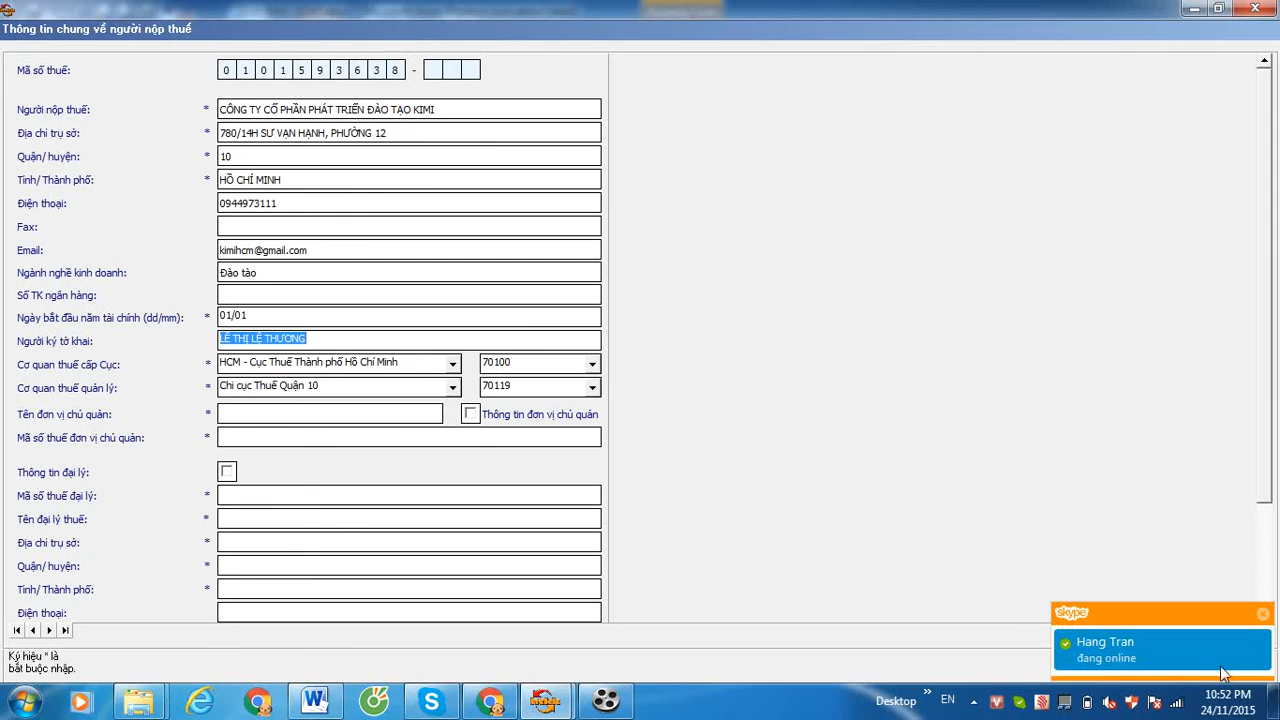 Thông tin chung về người nộp thuế
Mã số thuế: 0 1 0 1 5 9 3 6 3 8 -
Người nộp thuế: * CÔNG TY CỔ PHẦN PHÁT TRIỂN ĐÀO TẠO KIMI
Địa chỉ trụ sở: * 780/14H SƯ VẠN HẠNH, PHƯỜNG 12
Quận/ huyện: * 10
Tỉnh/ Thành phố: * HỒ CHÍ MINH
Điện thoại: 0944973111
Fax:
Email: kimihcm@gmail.com
Ngành nghề kinh doanh: Đào tào
Số TK ngân hàng:
Ngày bắt đầu năm tài chính (dd/mm): * 01/01
Người ký tờ khai: LÊ THỊ LỆ THƯƠNG
Cơ quan thuế cấp Cục: * HCM - Cục Thuế Thành phố Hồ Chí Minh 70100
Cơ quan thuế quản lý: * Chi cục Thuế Quận 10 70119
Tên đơn vị chủ quản: * Thông tin đơn vị chủ quản
Mã số thuế đơn vị chủ quản: *
Thông tin đại lý:
Mã số thuế đại lý: *
Tên đại lý thuế: *
Địa chỉ trụ sở: *
Quận/ huyện: *
Tỉnh/ Thành phố: *
Điện thoại:
Ký hiệu * là
bắt buộc nhập.
skype
Hang Tran
đang online
Desktop » EN
10:52 PM
24/11/2015